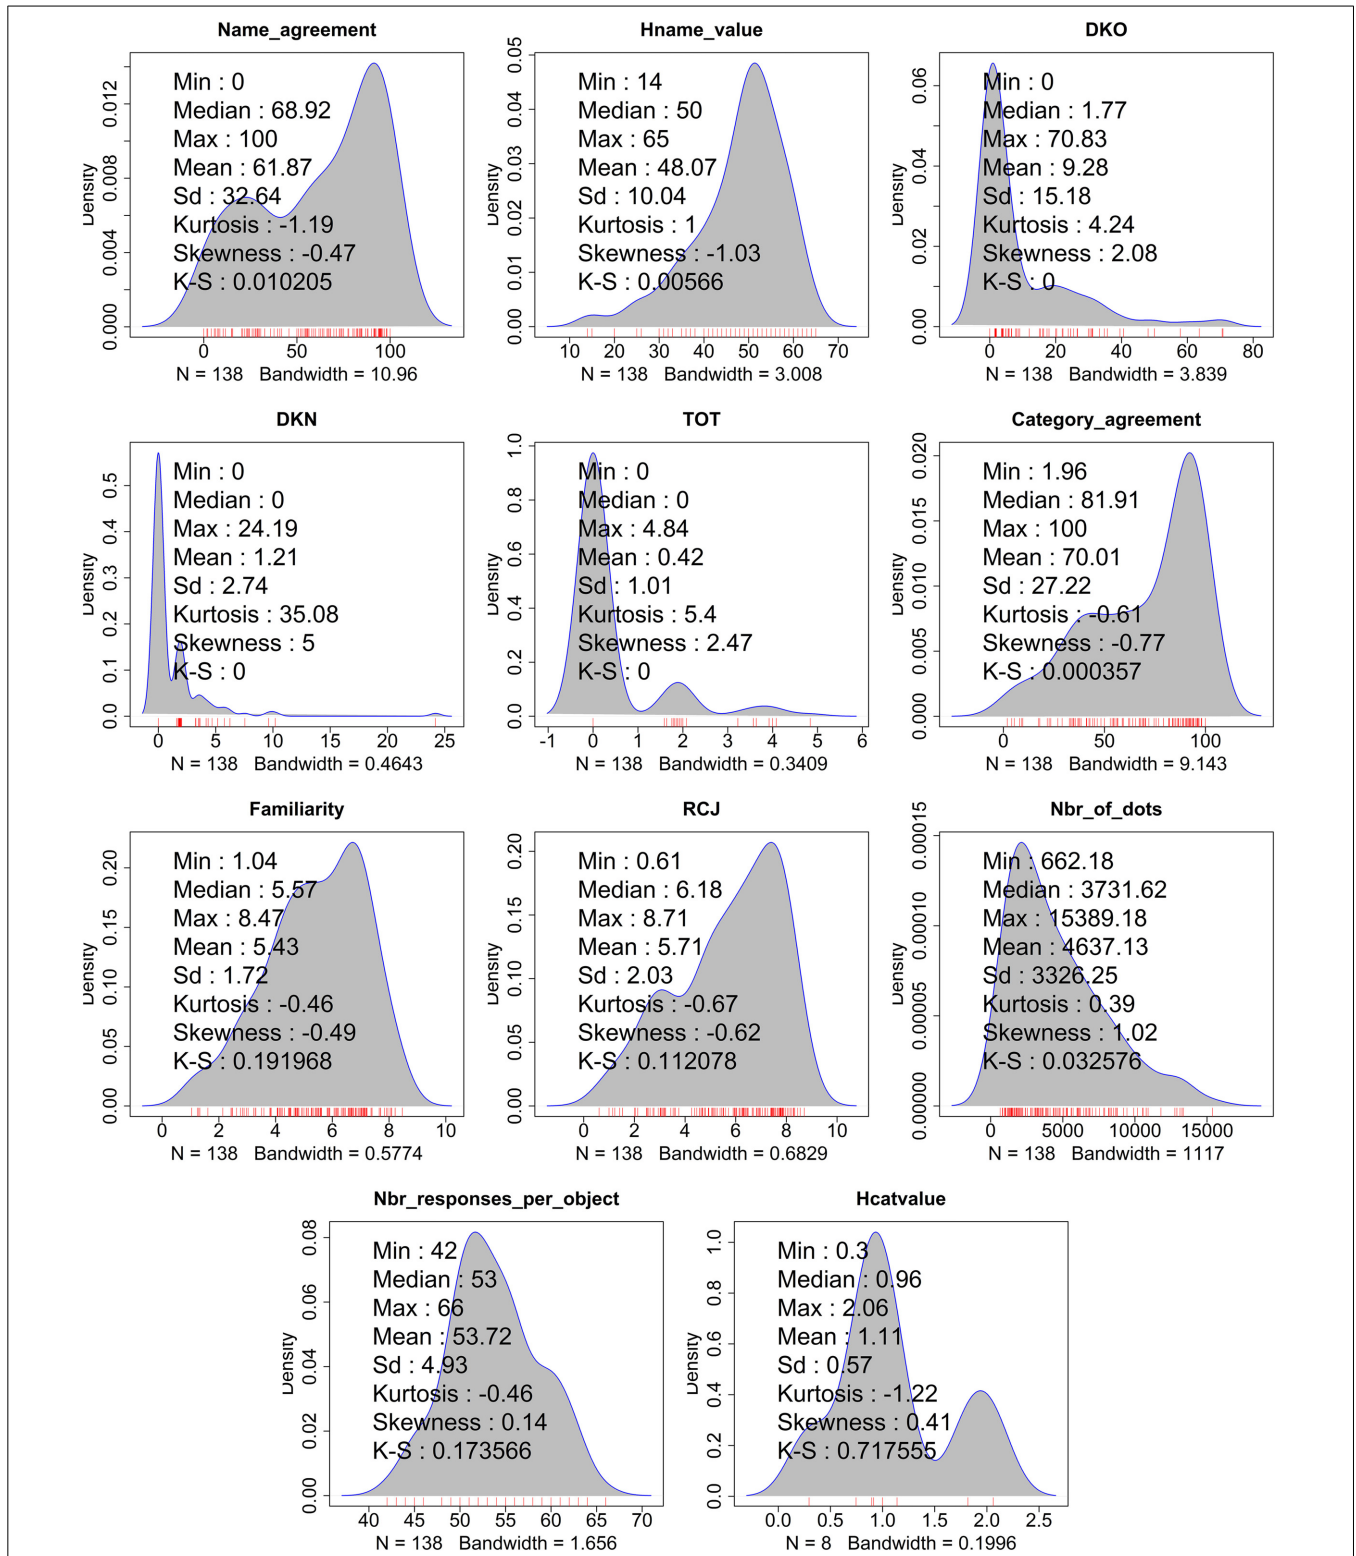 Name_agreement
Density
0.000 0.004 0.008 0.012
Min : 0
Median : 68.92
Max : 100
Mean : 61.87
Sd : 32.64
Kurtosis : -1.19
Skewness : -0.47
K-S : 0.010205
0 50 100
N = 138 Bandwidth = 10.96
Hname_value
Density
0.00 0.01 0.02 0.03 0.04 0.05
Min : 14
Median : 50
Max : 65
Mean : 48.07
Sd : 10.04
Kurtosis : 1
Skewness : -1.03
K-S : 0.00566
10 20 30 40 50 60 70
N = 138 Bandwidth = 3.008
DKO
Density
0.00 0.02 0.04 0.06
Min : 0
Median : 1.77
Max : 70.83
Mean : 9.28
Sd : 15.18
Kurtosis : 4.24
Skewness : 2.08
K-S : 0
0 20 40 60 80
N = 138 Bandwidth = 3.839
DKN
Density
0.0 0.1 0.2 0.3 0.4 0.5
Min : 0
Median : 0
Max : 24.19
Mean : 1.21
Sd : 2.74
Kurtosis : 35.08
Skewness : 5
K-S : 0
0 5 10 15 20 25
N = 138 Bandwidth = 0.4643
TOT
Density
0.0 0.2 0.4 0.6 0.8 1.0
Min : 0
Median : 0
Max : 4.84
Mean : 0.42
Sd : 1.01
Kurtosis : 5.4
Skewness : 2.47
K-S : 0
-1 0 1 2 3 4 5 6
N = 138 Bandwidth = 0.3409
Category_agreement
Density
0.000 0.005 0.010 0.015 0.020
Min : 1.96
Median : 81.91
Max : 100
Mean : 70.01
Sd : 27.22
Kurtosis : -0.61
Skewness : -0.77
K-S : 0.000357
0 50 100
N = 138 Bandwidth = 9.143
Familiarity
Density
0.00 0.05 0.10 0.15 0.20
Min : 1.04
Median : 5.57
Max : 8.47
Mean : 5.43
Sd : 1.72
Kurtosis : -0.46
Skewness : -0.49
K-S : 0.191968
0 2 4 6 8 10
N = 138 Bandwidth = 0.5774
RCJ
Density
0.00 0.05 0.10 0.15 0.20
Min : 0.61
Median : 6.18
Max : 8.71
Mean : 5.71
Sd : 2.03
Kurtosis : -0.67
Skewness : -0.62
K-S : 0.112078
0 2 4 6 8 10
N = 138 Bandwidth = 0.6829
Nbr_of_dots
Density
0.00000 0.00005 0.00010 0.00015
Min : 662.18
Median : 3731.62
Max : 15389.18
Mean : 4637.13
Sd : 3326.25
Kurtosis : 0.39
Skewness : 1.02
K-S : 0.032576
0 5000 10000 15000
N = 138 Bandwidth = 1117
Nbr_responses_per_object
Density
0.00 0.02 0.04 0.06 0.08
Min : 42
Median : 53
Max : 66
Mean : 53.72
Sd : 4.93
Kurtosis : -0.46
Skewness : 0.14
K-S : 0.173566
40 45 50 55 60 65 70
N = 138 Bandwidth = 1.656
Hcatvalue
Density
0.0 0.2 0.4 0.6 0.8 1.0
Min : 0.3
Median : 0.96
Max : 2.06
Mean : 1.11
Sd : 0.57
Kurtosis : -1.22
Skewness : 0.41
K-S : 0.717555
0.0 0.5 1.0 1.5 2.0 2.5
N = 8 Bandwidth = 0.1996